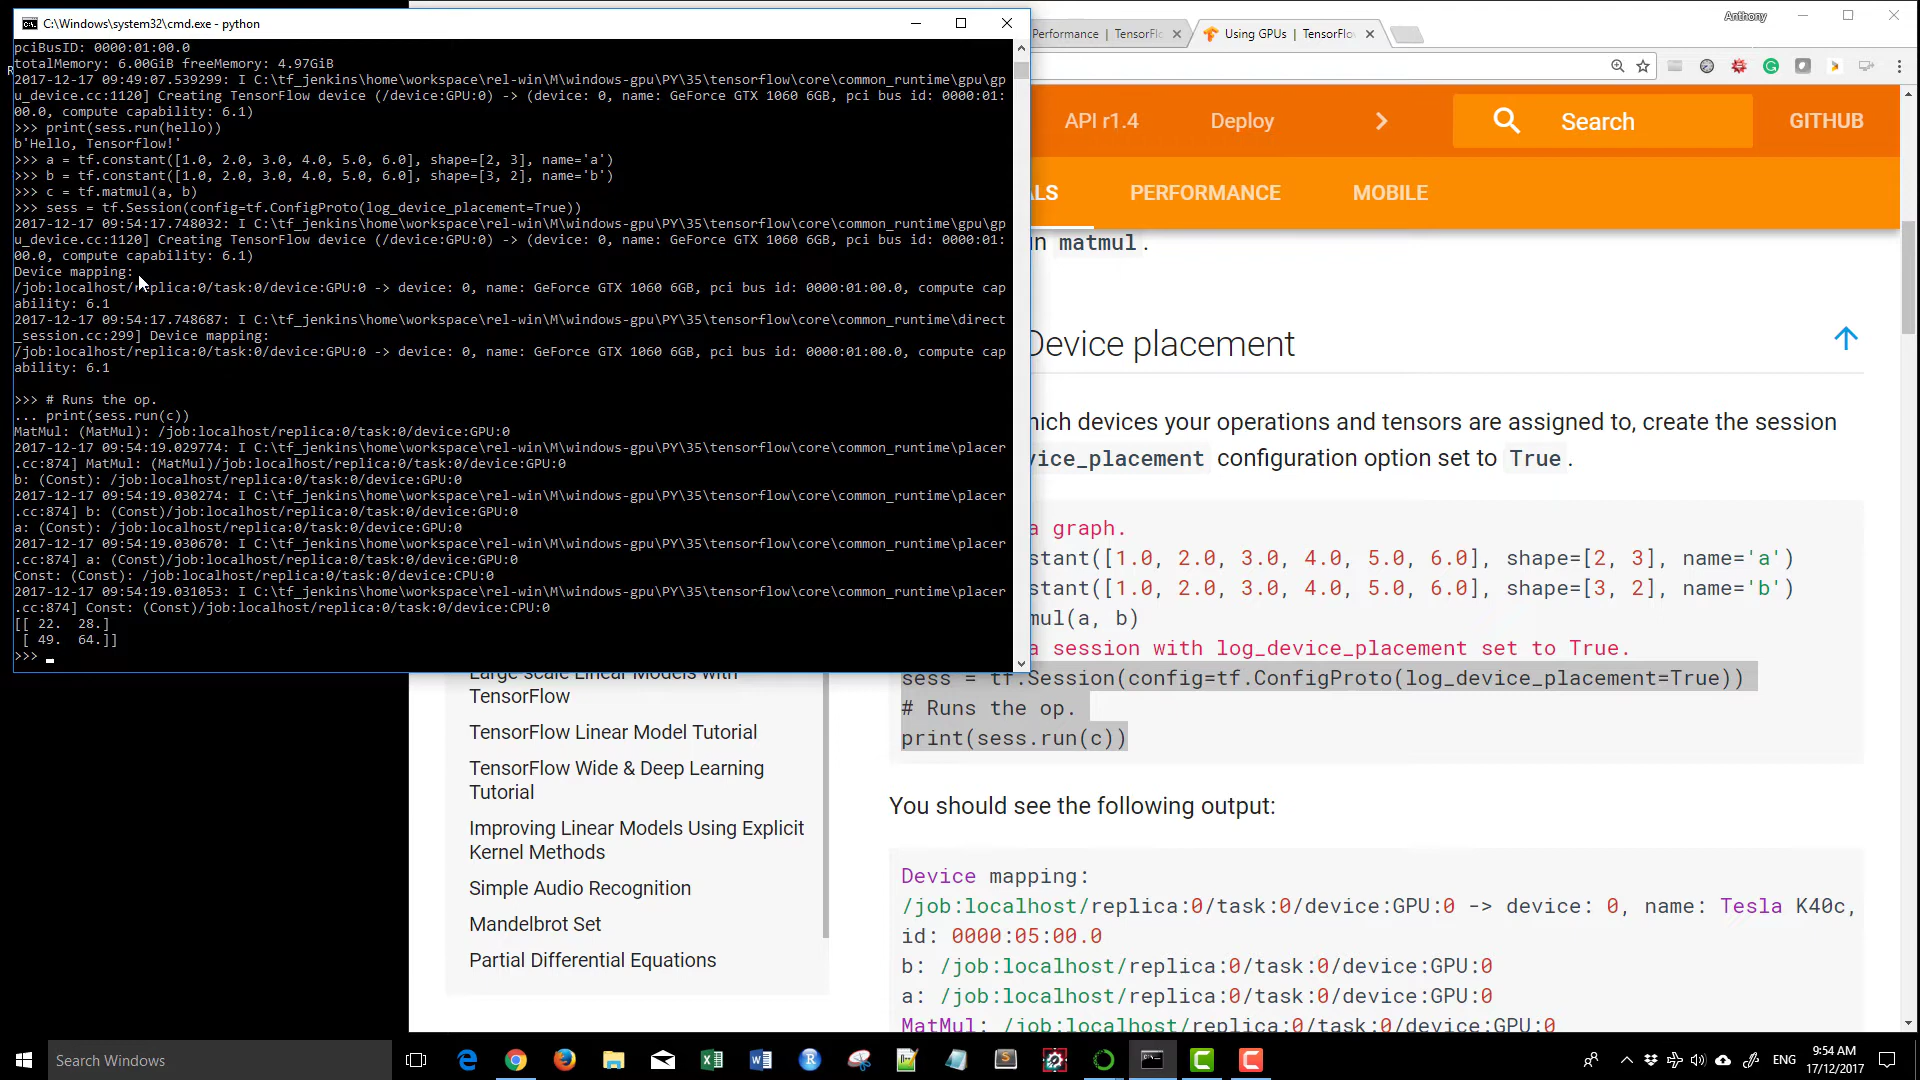 C:\Windows\system32\cmd.exe - python
pciBusID: 0000:01:00.0
totalMemory: 6.00GiB freeMemory: 4.97GiB
2017-12-17 09:49:07.539299: I C:\tf_jenkins\home\workspace\rel-win\M\windows-gpu\PY\35\tensorflow\core\common_runtime\gpu\gp
u_device.cc:1120] Creating TensorFlow device (/device:GPU:0) -> (device: 0, name: GeForce GTX 1060 6GB, pci bus id: 0000:01:
00.0, compute capability: 6.1)
>>> print(sess.run(hello))
b'Hello, Tensorflow!'
>>> a = tf.constant([1.0, 2.0, 3.0, 4.0, 5.0, 6.0], shape=[2, 3], name='a')
>>> b = tf.constant([1.0, 2.0, 3.0, 4.0, 5.0, 6.0], shape=[3, 2], name='b')
>>> c = tf.matmul(a, b)
>>> sess = tf.Session(config=tf.ConfigProto(log_device_placement=True))
2017-12-17 09:54:17.748032: I C:\tf_jenkins\home\workspace\rel-win\M\windows-gpu\PY\35\tensorflow\core\common_runtime\gpu\gp
u_device.cc:1120] Creating TensorFlow device (/device:GPU:0) -> (device: 0, name: GeForce GTX 1060 6GB, pci bus id: 0000:01:
00.0, compute capability: 6.1)
Device mapping:
/job:localhost/replica:0/task:0/device:GPU:0 -> device: 0, name: GeForce GTX 1060 6GB, pci bus id: 0000:01:00.0, compute cap
ability: 6.1
2017-12-17 09:54:17.748687: I C:\tf_jenkins\home\workspace\rel-win\M\windows-gpu\PY\35\tensorflow\core\common_runtime\direct
_session.cc:299] Device mapping:
/job:localhost/replica:0/task:0/device:GPU:0 -> device: 0, name: GeForce GTX 1060 6GB, pci bus id: 0000:01:00.0, compute cap
ability: 6.1
>>> # Runs the op.
... print(sess.run(c))
MatMul: (MatMul): /job:localhost/replica:0/task:0/device:GPU:0
2017-12-17 09:54:19.029774: I C:\tf_jenkins\home\workspace\rel-win\M\windows-gpu\PY\35\tensorflow\core\common_runtime\placer
.cc:874] MatMul: (MatMul)/job:localhost/replica:0/task:0/device:GPU:0
b: (Const): /job:localhost/replica:0/task:0/device:GPU:0
2017-12-17 09:54:19.030274: I C:\tf_jenkins\home\workspace\rel-win\M\windows-gpu\PY\35\tensorflow\core\common_runtime\placer
.cc:874] b: (Const)/job:localhost/replica:0/task:0/device:GPU:0
a: (Const): /job:localhost/replica:0/task:0/device:GPU:0
2017-12-17 09:54:19.030670: I C:\tf_jenkins\home\workspace\rel-win\M\windows-gpu\PY\35\tensorflow\core\common_runtime\placer
.cc:874] a: (Const)/job:localhost/replica:0/task:0/device:GPU:0
Const: (Const): /job:localhost/replica:0/task:0/device:CPU:0
2017-12-17 09:54:19.031053: I C:\tf_jenkins\home\workspace\rel-win\M\windows-gpu\PY\35\tensorflow\core\common_runtime\placer
.cc:874] Const: (Const)/job:localhost/replica:0/task:0/device:CPU:0
[[ 22.  28.]
 [ 49.  64.]]
>>> _
Anthony
Performance | TensorFl
Using GPUs | TensorFlo
API r1.4
Deploy
Search
GITHUB
ALS
PERFORMANCE
MOBILE
in matmul.
Device placement
hich devices your operations and tensors are assigned to, create the session
vice_placement configuration option set to True.
a graph.
stant([1.0, 2.0, 3.0, 4.0, 5.0, 6.0], shape=[2, 3], name='a')
stant([1.0, 2.0, 3.0, 4.0, 5.0, 6.0], shape=[3, 2], name='b')
mul(a, b)
a session with log_device_placement set to True.
sess = tf.Session(config=tf.ConfigProto(log_device_placement=True))
# Runs the op.
print(sess.run(c))
You should see the following output:
Device mapping:
/job:localhost/replica:0/task:0/device:GPU:0 -> device: 0, name: Tesla K40c,
id: 0000:05:00.0
b: /job:localhost/replica:0/task:0/device:GPU:0
a: /job:localhost/replica:0/task:0/device:GPU:0
MatMul: /job:localhost/replica:0/task:0/device:GPU:0
Large-scale Linear Models with
TensorFlow
TensorFlow Linear Model Tutorial
TensorFlow Wide & Deep Learning
Tutorial
Improving Linear Models Using Explicit
Kernel Methods
Simple Audio Recognition
Mandelbrot Set
Partial Differential Equations
Search Windows
ENG
9:54 AM
17/12/2017